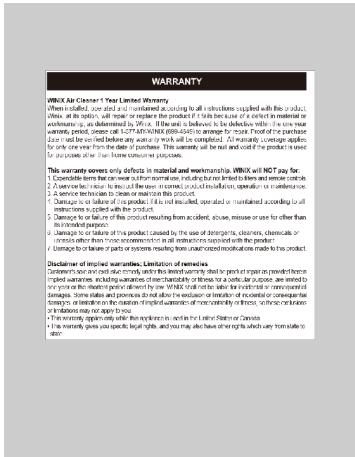 WARRANTY
WINIX Air Cleaner 1 Year Limited Warranty
When installed, operated and maintained according to all instructions supplied with this product,
Winix, at its option, will repair or replace the product if it fails because of a defect in material or
workmanship, as determined by Winix. If the unit is believed to be defective within the one year
warranty period, please call 1-877-MY-WINIX (699-4649) to arrange for repair. Proof of the purchase
date must be verified before any warranty work will be completed. All warranty coverage applies
for only one year from the date of purchase. This warranty will be null and void if the product is used
for purposes other than home consumer purposes.
This warranty covers only defects in material and workmanship. WINIX will NOT pay for:
1. Expendable items that can wear out from normal use, including but not limited to filters and remote controls.
2. A service technician to instruct the user in correct product installation, operation or maintenance.
3. A service technician to clean or maintain this product.
4. Damage to or failure of this product if it is not installed, operated or maintained according to all
instructions supplied with the product.
5. Damage to or failure of this product resulting from accident, abuse, misuse or use for other than
its intended purpose.
6. Damage to or failure of this product caused by the use of detergents, cleaners, chemicals or
utensils other than those recommended in all instructions supplied with the product.
7. Damage to or failure of parts or systems resulting from unauthorized modifications made to this product.
Disclaimer of implied warranties; Limitation of remedies
Customer's sole and exclusive remedy under this limited warranty shall be product repair as provided herein.
Implied warranties, including warranties of merchantability or fitness for a particular purpose, are limited to
one year or the shortest period allowed by law. WINIX shall not be liable for incidental or consequential
damages. Some states and provinces do not allow the exclusion or limitation of incidental or consequential
damages, or limitation on the duration of implied warranties of merchantability or fitness, so these exclusions
or limitations may not apply to you.
• This warranty applies only while this appliance is used in the United States or Canada.
• This warranty gives you specific legal rights, and you may also have other rights which vary from state to
state.